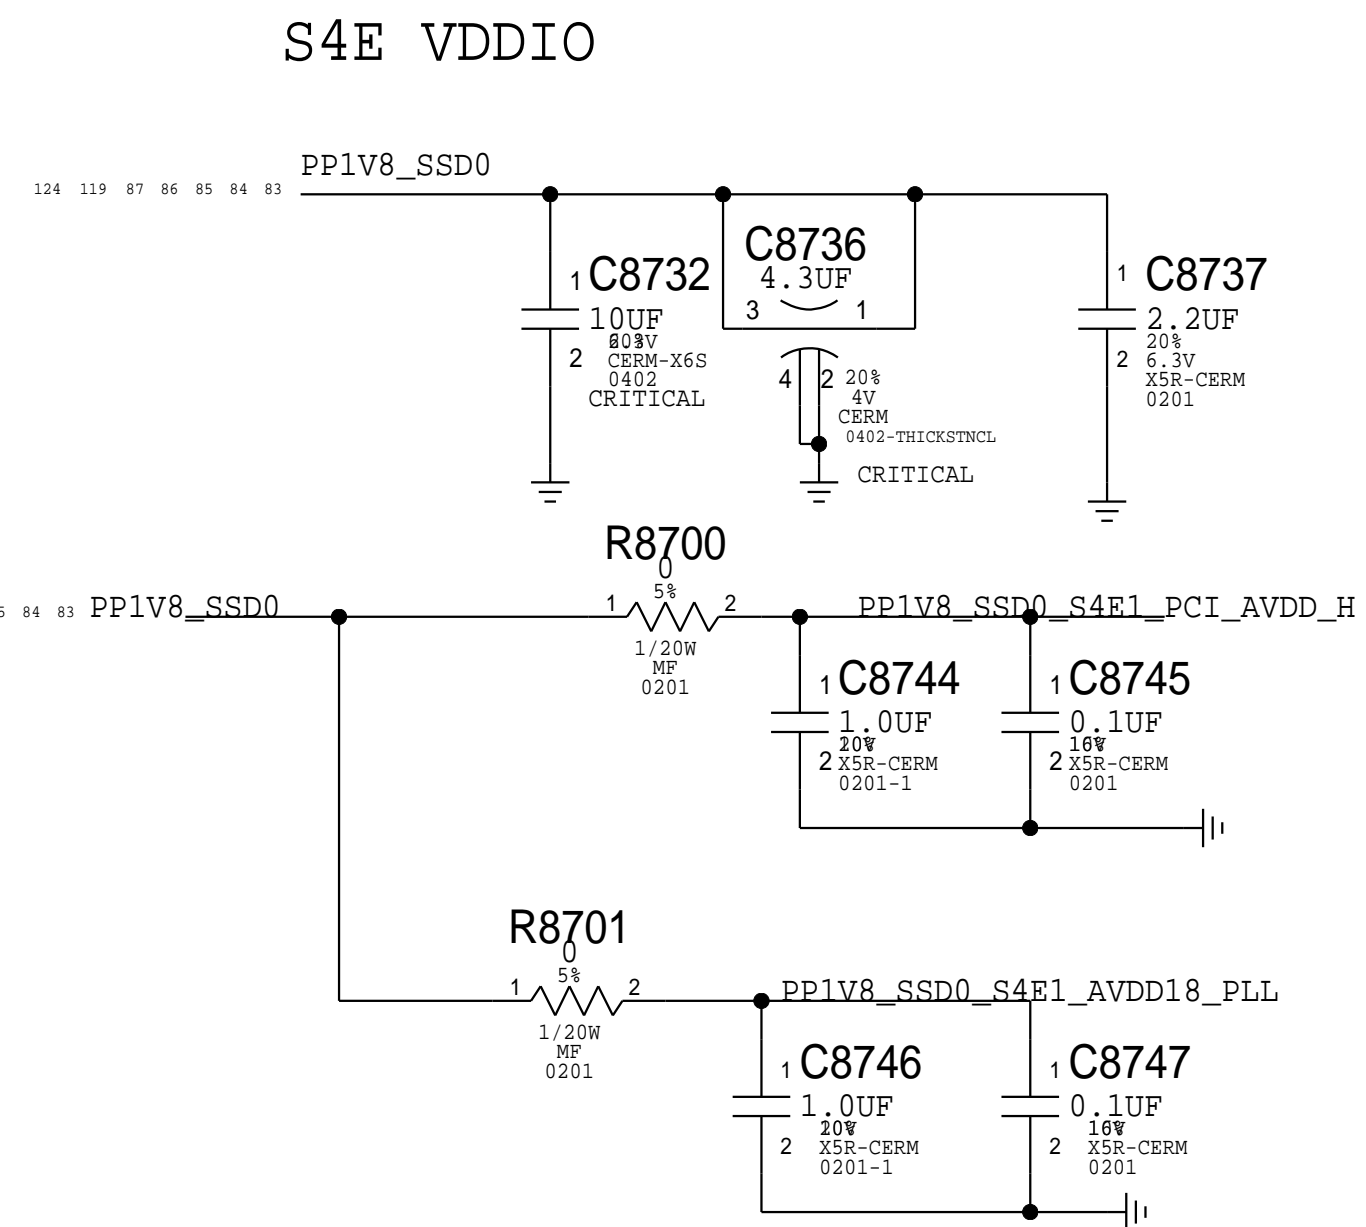 S4E VDDIO
PP1V8_SSD0
124 119 87 86 85 84 83
C8736
4.3UF
3 1
1 C8732
10UF
2
CERM-X6S
0402
CRITICAL
4 2 20%
4V
CERM
0402-THICKSTNCL
CRITICAL
1 C8737
2.2UF
20%
2 6.3V
X5R-CERM
0201
R8700
0
5%
84 83 PP1V8_SSD0
1 2
PP1V8_SSD0_S4E1_PCI_AVDD_H
1/20W
MF
0201
1 C8744
1.0UF
2 X5R-CERM
0201-1
1 C8745
0.1UF
2 X5R-CERM
0201
R8701
0
5%
1 2
PP1V8_SSD0_S4E1_AVDD18_PLL
1/20W
MF
0201
1 C8746
1.0UF
2 X5R-CERM
0201-1
1 C8747
0.1UF
2 X5R-CERM
0201